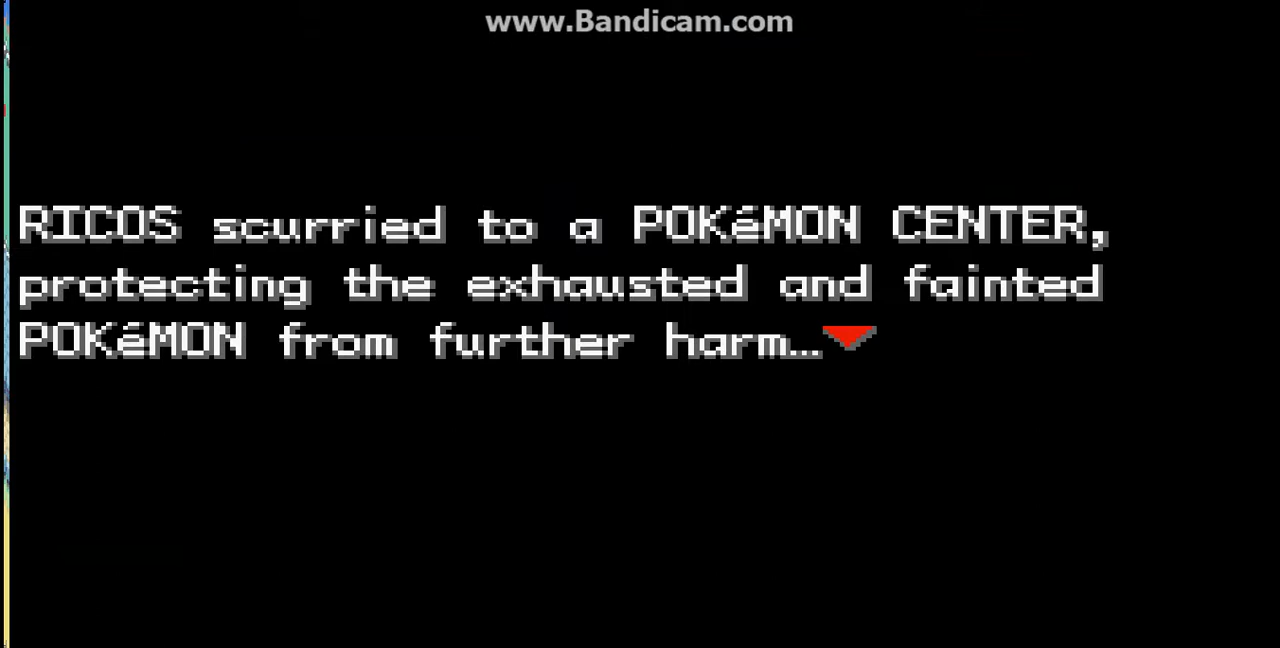 www.Bandicam.com
RICOS scurried to a POKéMON CENTER,
protecting the exhausted and fainted
POKéMON from further harm…